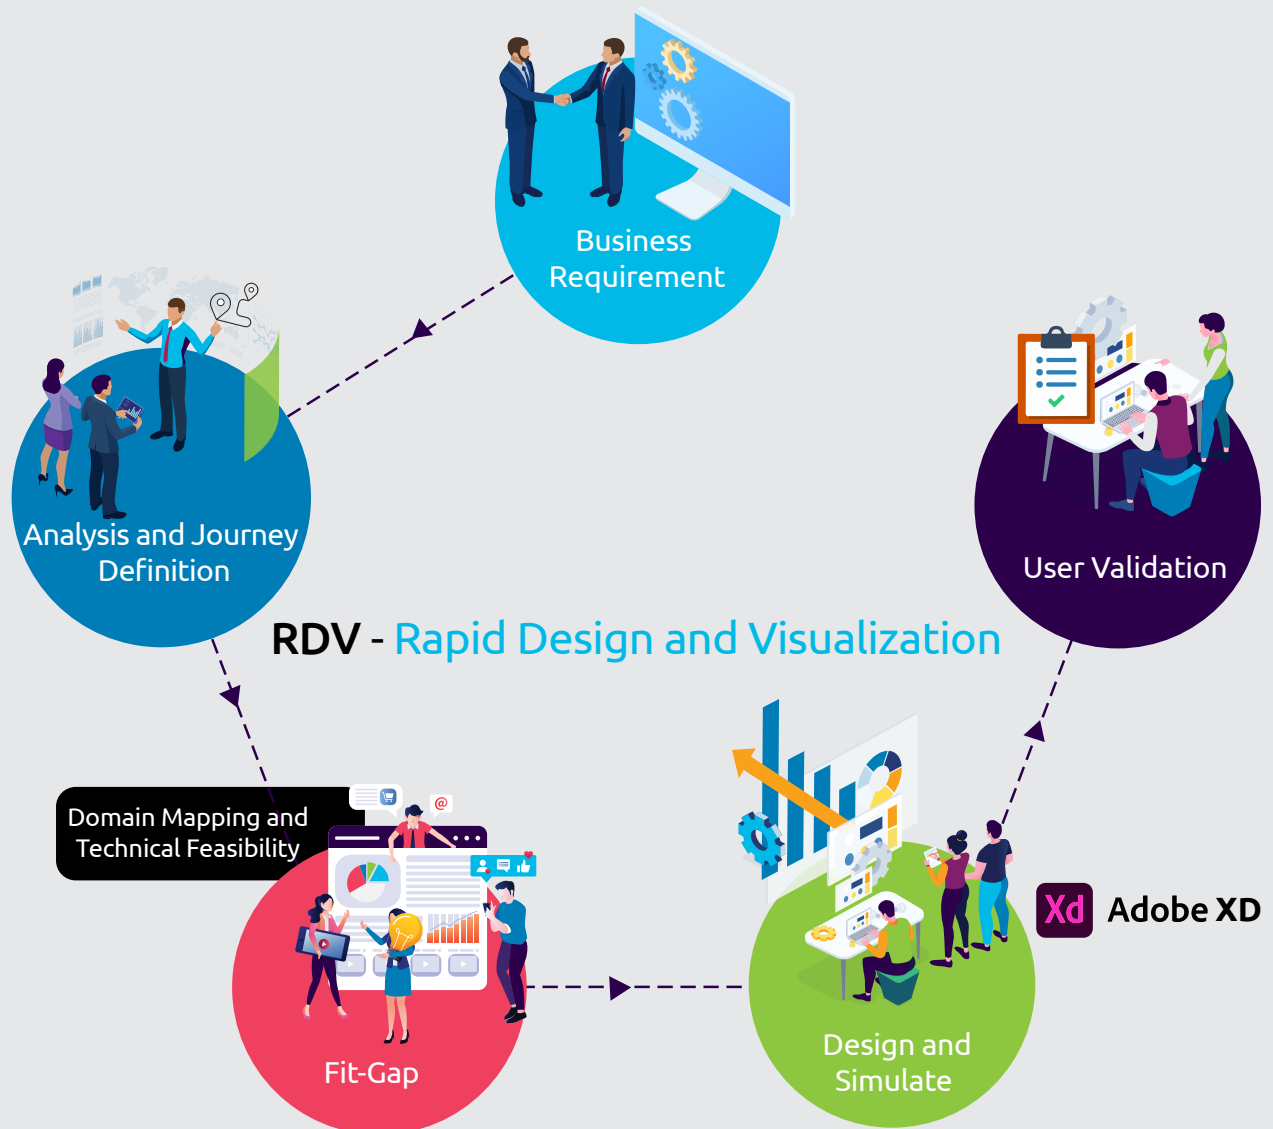 Business
Requirement
Analysis and Journey
Definition
User Validation
RDV - Rapid Design and Visualization
Domain Mapping and
Technical Feasibility
@
Xd Adobe XD
Fit-Gap
Design and
Simulate